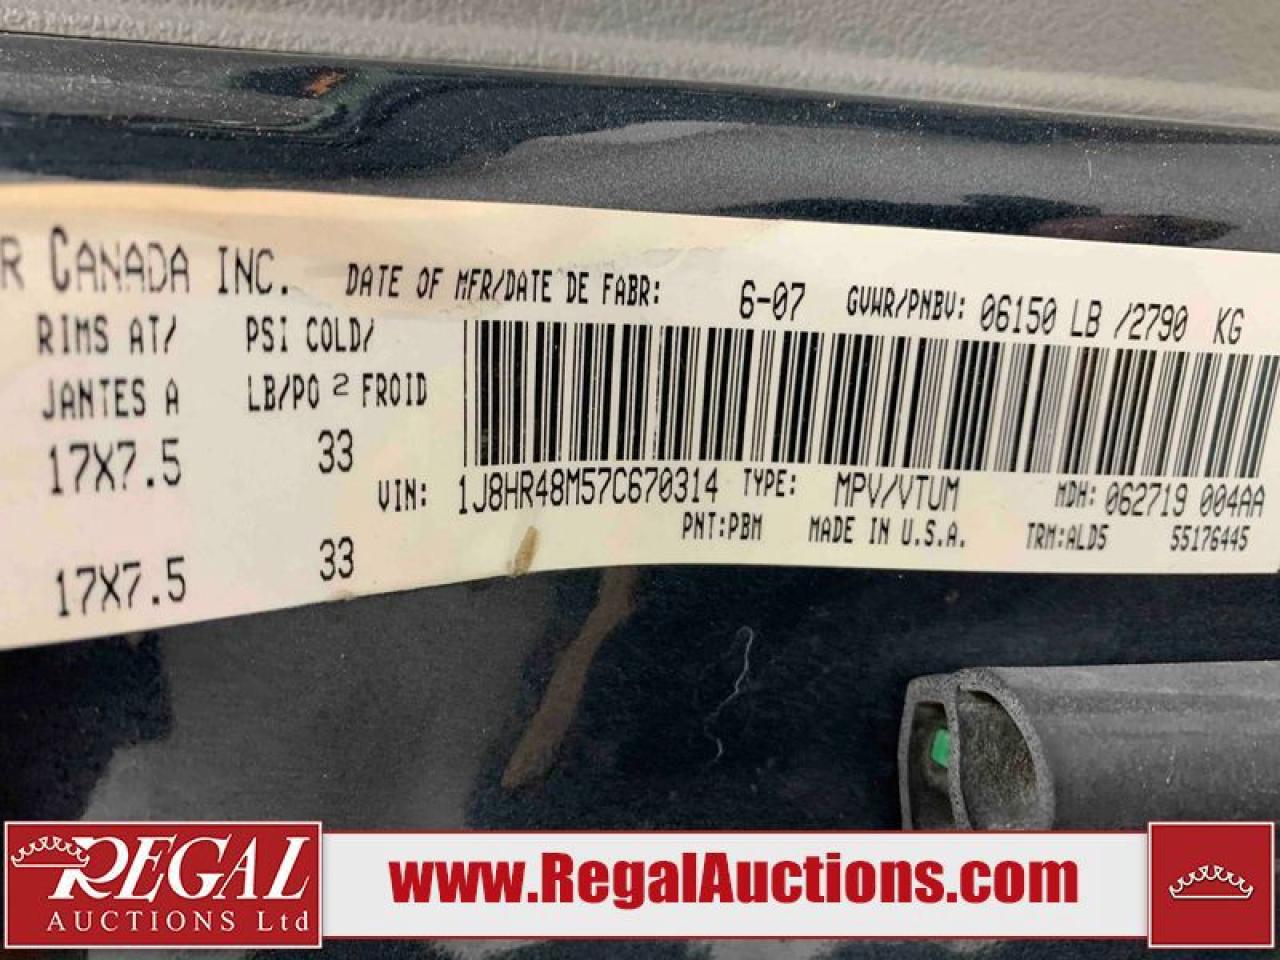 R CANADA INC. DATE OF MFR/DATE DE FABR: 6-07 GVWR/PNBV: 06150 LB /2790 KG
RIMS AT/ PSI COLD/
JANTES A LB/PO 2 FROID
17X7.5 33
VIN: 1J8HR48M57C670314 TYPE: MPV/VTUM MDH: 062719 004AA
PNT:PBM MADE IN U.S.A. TRM:ALD5 55176445
17X7.5 33
REGAL
AUCTIONS Ltd
www.RegalAuctions.com